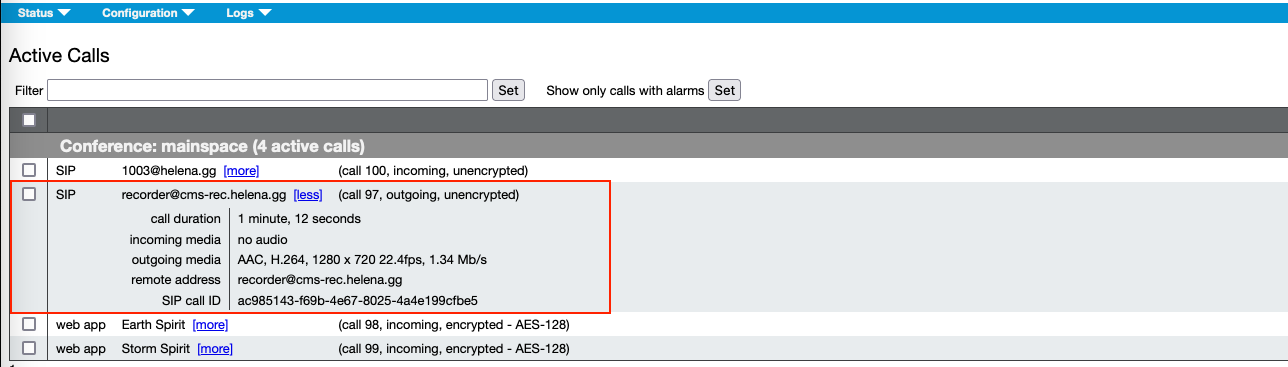 Status Configuration Logs
Active Calls
Filter Set Show only calls with alarms Set
Conference: mainspace (4 active calls)
SIP 1003@helena.gg [more] (call 100, incoming, unencrypted)
SIP recorder@cms-rec.helena.gg [less] (call 97, outgoing, unencrypted)
call duration 1 minute, 12 seconds
incoming media no audio
outgoing media AAC, H.264, 1280 x 720 22.4fps, 1.34 Mb/s
remote address recorder@cms-rec.helena.gg
SIP call ID ac985143-f69b-4e67-8025-4a4e199cfbe5
web app Earth Spirit [more] (call 98, incoming, encrypted - AES-128)
web app Storm Spirit [more] (call 99, incoming, encrypted - AES-128)